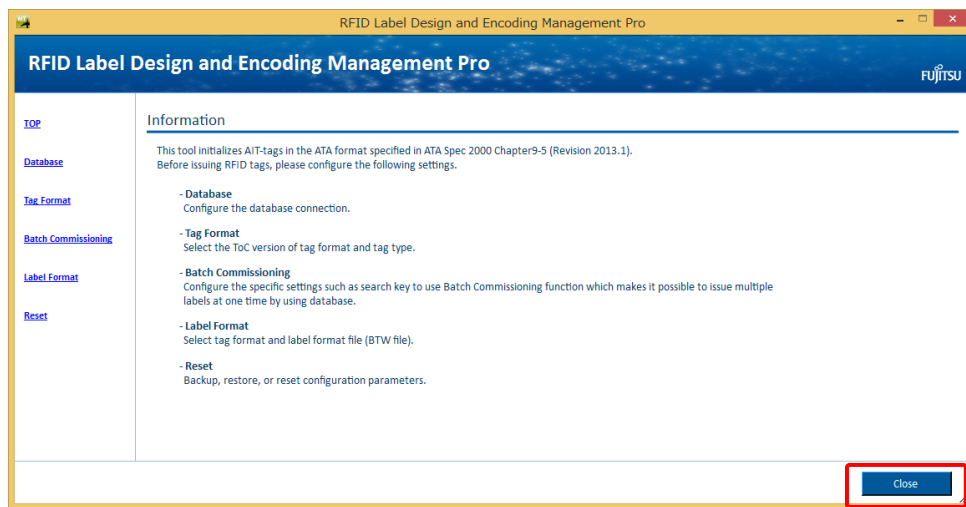 RFID Label Design and Encoding Management Pro
RFID Label Design and Encoding Management Pro
FUJITSU
TOP
Database
Tag Format
Batch Commissioning
Label Format
Reset
Information
This tool initializes AIT-tags in the ATA format specified in ATA Spec 2000 Chapter9-5 (Revision 2013.1).
Before issuing RFID tags, please configure the following settings.
- Database
Configure the database connection.
- Tag Format
Select the ToC version of tag format and tag type.
- Batch Commissioning
Configure the specific settings such as search key to use Batch Commissioning function which makes it possible to issue multiple
labels at one time by using database.
- Label Format
Select tag format and label format file (BTW file).
- Reset
Backup, restore, or reset configuration parameters.
Close